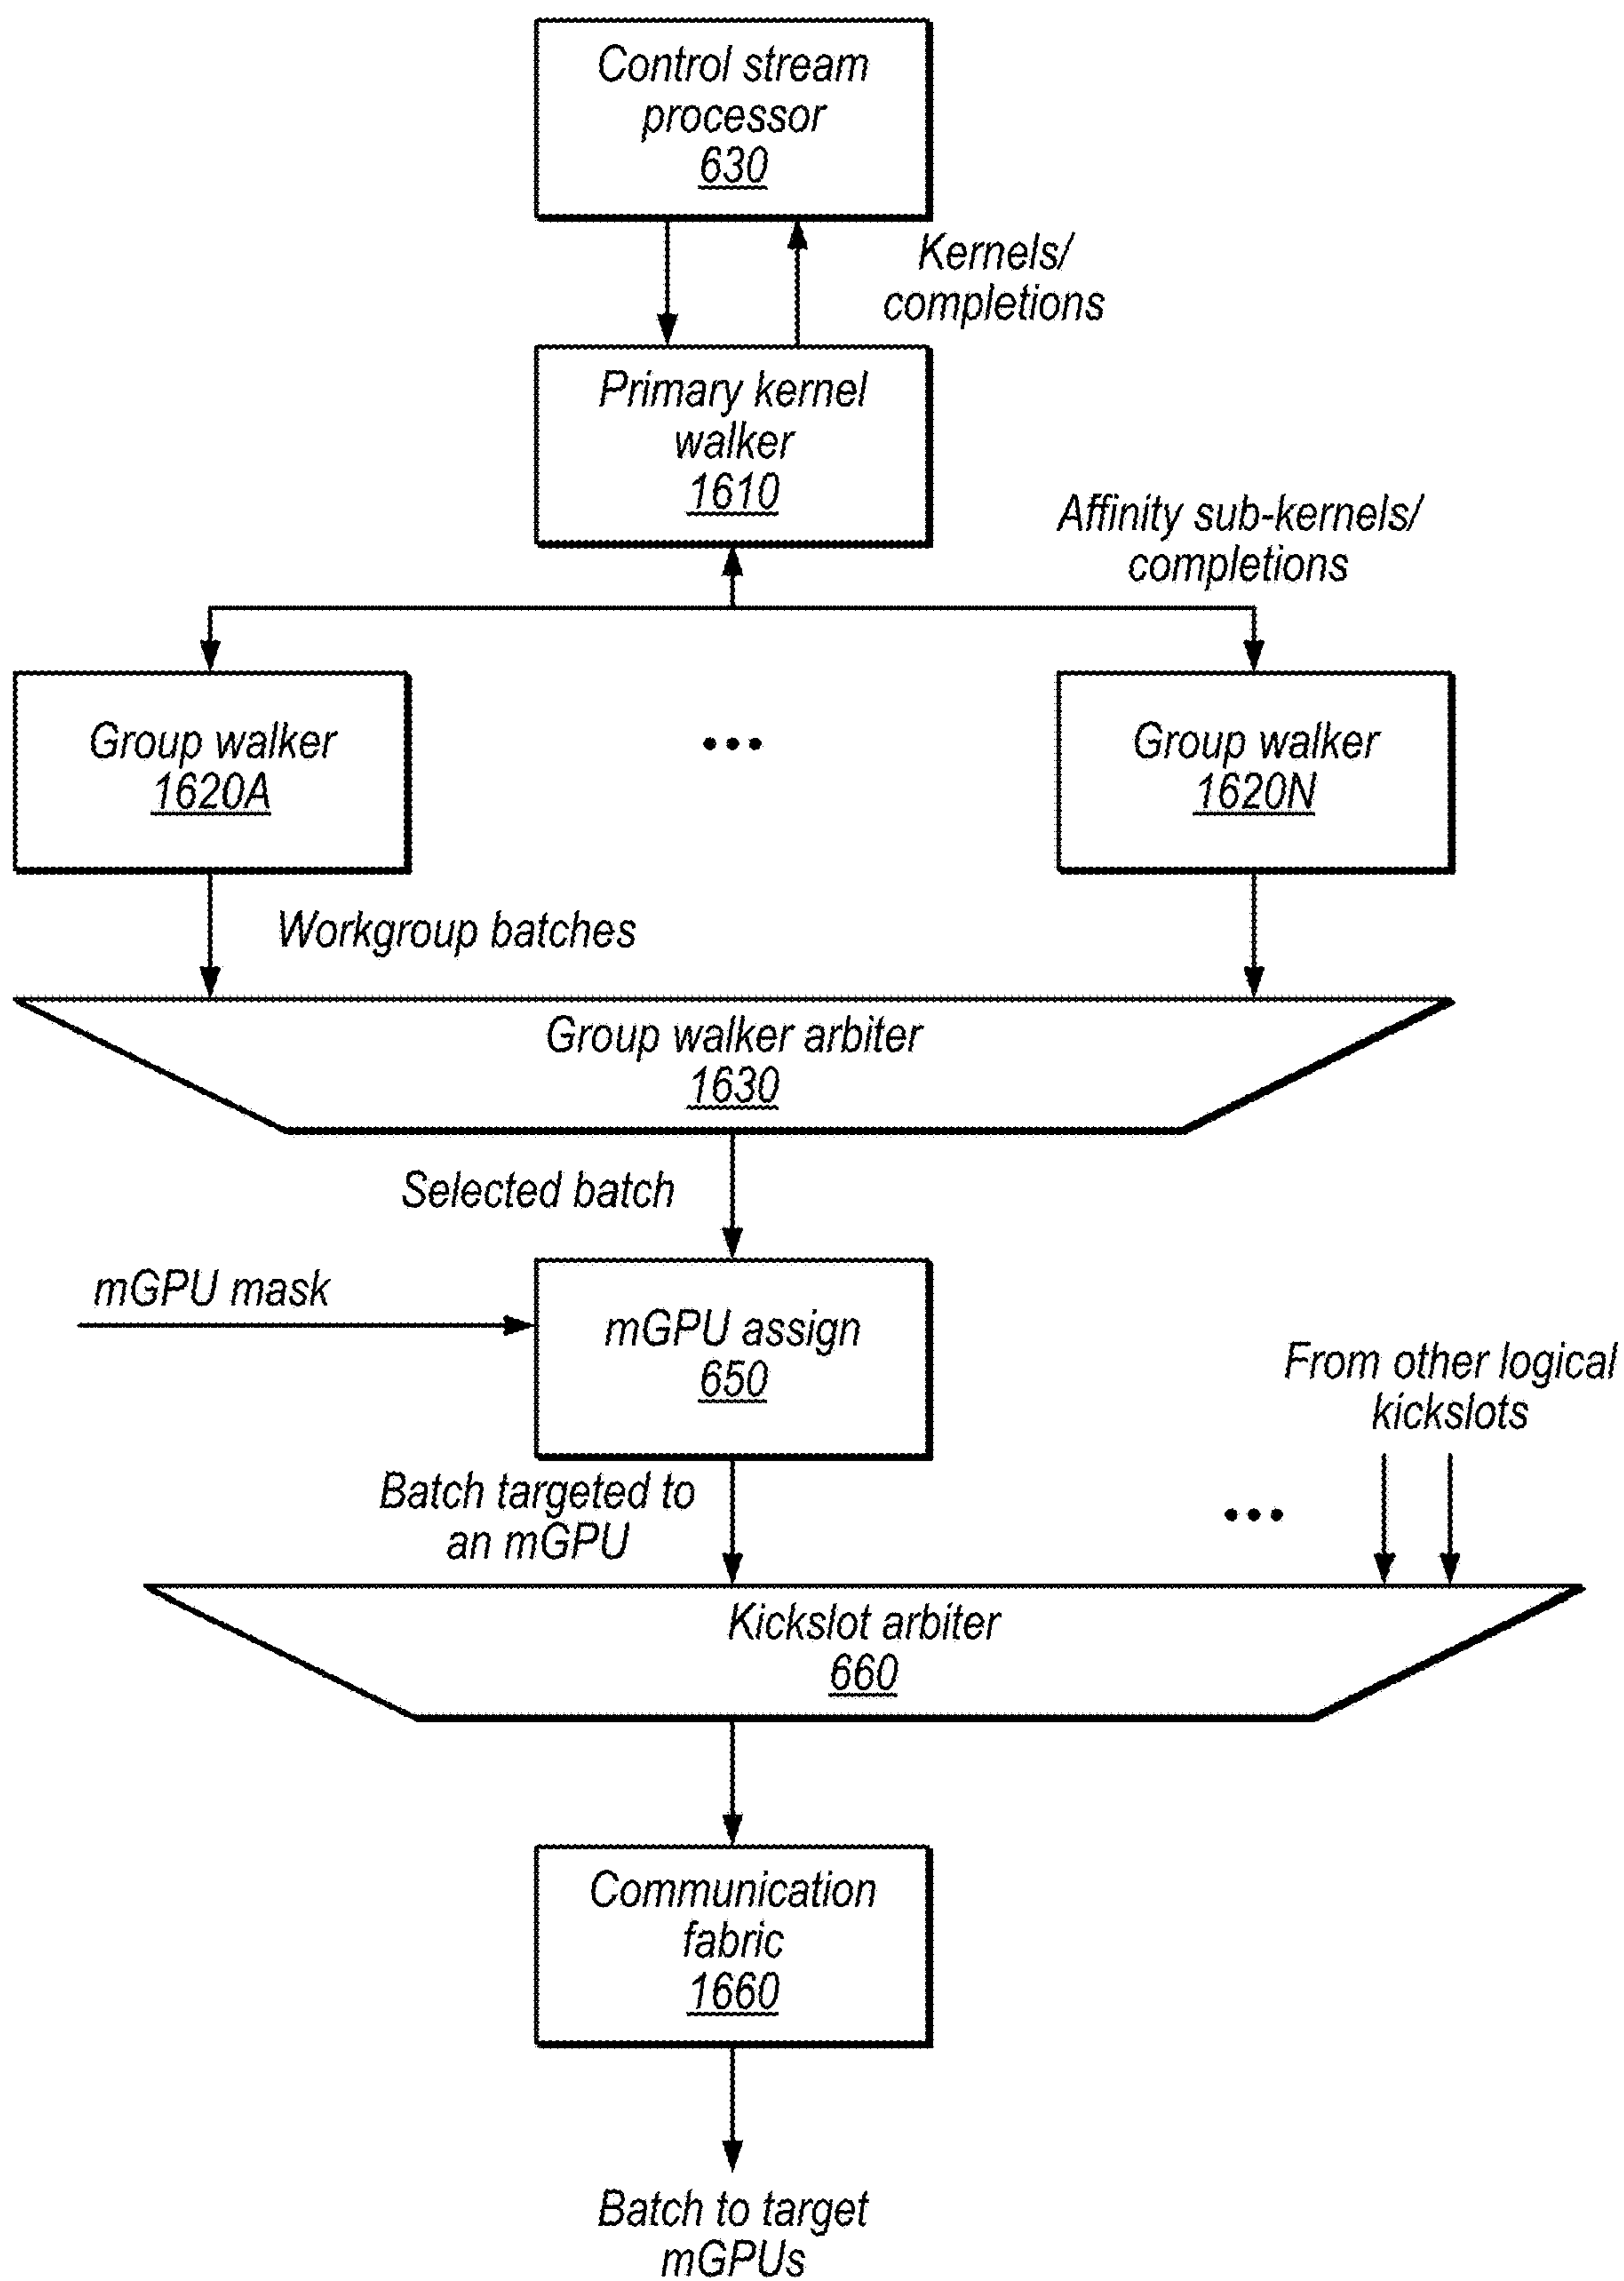 Control stream
processor
630
Kernels/
completions
Primary kernel
walker
1610
Affinity sub-kernels/
completions
Group walker
1620A
Group walker
1620N
Workgroup batches
Group walker arbiter
1630
Selected batch
mGPU mask
mGPU assign
650
From other logical
kickslots
Batch targeted to
an mGPU
Kickslot arbiter
660
Communication
fabric
1660
Batch to target
mGPUs